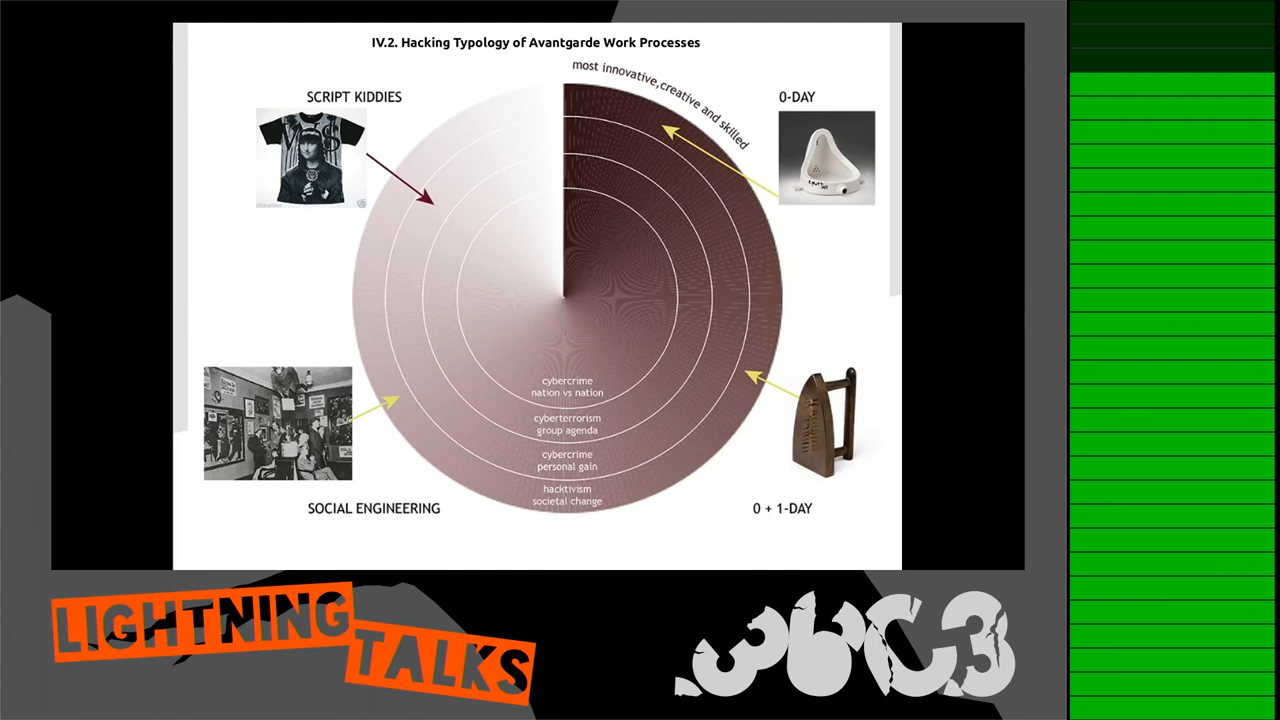 IV.2. Hacking Typology of Avantgarde Work Processes
most innovative, creative and skilled
SCRIPT KIDDIES
0-DAY
cybercrime
nation vs nation
cyberterrorism
group agenda
cybercrime
personal gain
hacktivism
societal change
SOCIAL ENGINEERING
0 + 1-DAY
LIGHTNING
TALKS
36C3